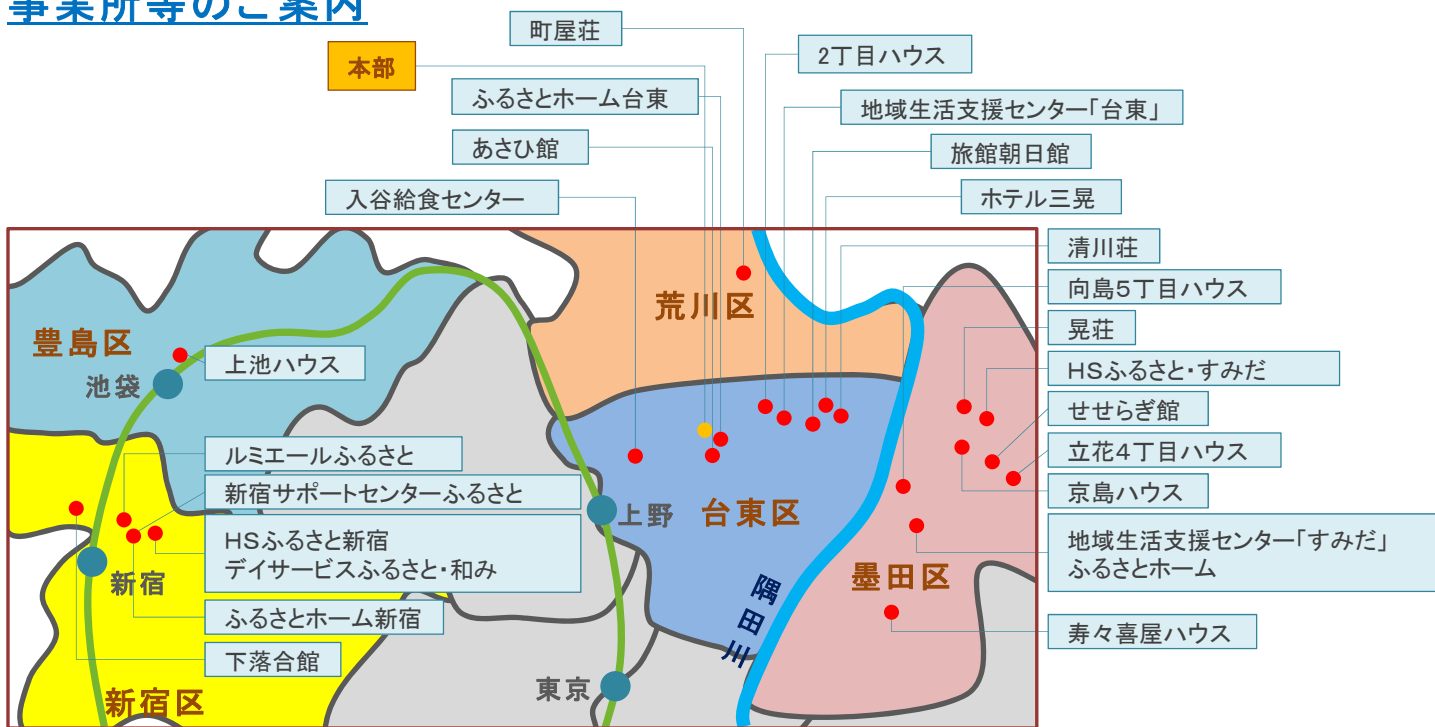 事業所等のご案内
町屋荘
本部
2丁目ハウス
ふるさとホーム台東
地域生活支援センター「台東」
あさひ館
旅館朝日館
入谷給食センター
ホテル三晃
清川荘
向島5丁目ハウス
荒川区
豊島区
晃荘
上池ハウス
HSふるさと・すみだ
池袋
せせらぎ館
ルミエールふるさと
立花4丁目ハウス
新宿サポートセンターふるさと
京島ハウス
上野
台東区
HSふるさと新宿
デイサービスふるさと・和み
地域生活支援センター「すみだ」
ふるさとホーム
新宿
墨田区
隅田川
ふるさとホーム新宿
寿々喜屋ハウス
下落合館
東京
新宿区